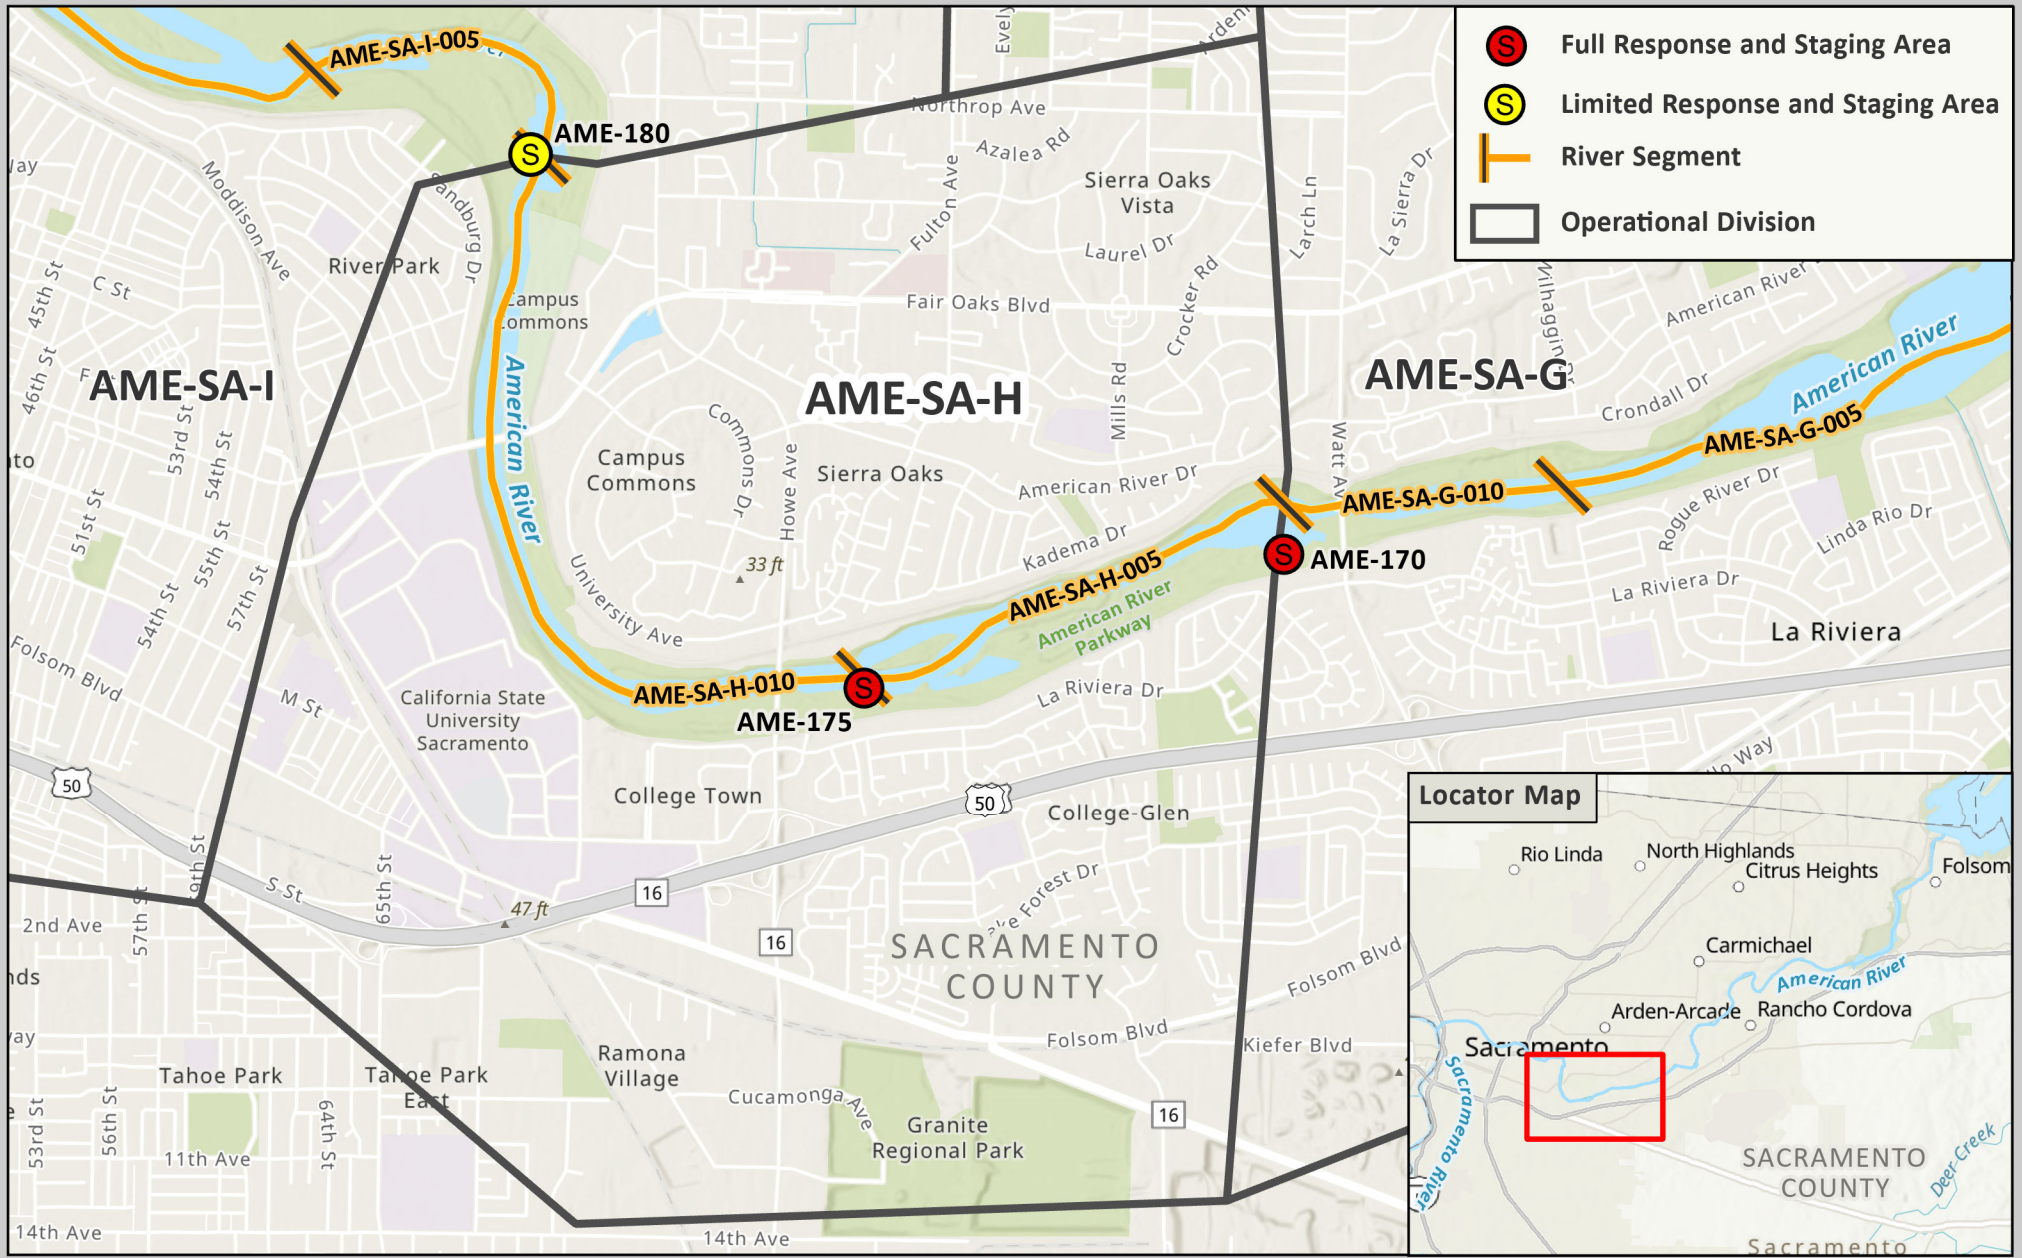 Full Response and Staging Area
Limited Response and Staging Area
River Segment
Operational Division
AME-SA-I-005
AME-180
Northrop Ave
Azalea Rd
Sierra Oaks
Vista
Laurel Dr
Fulton Ave
Larch Ln
La Sierra Dr
Crocker Rd
Moddison Ave
Sandburg Dr
River Park
45th St
C St
46th St
AME-SA-I
53rd St
54th St
51st St
55th St
54th St
57th St
Folsom Blvd
M St
Campus
Commons
American River
Fair Oaks Blvd
Mills Rd
AME-SA-H
AME-SA-G
Campus
Commons
Commons Dr
Howe Ave
Sierra Oaks
American River Dr
Kadema Dr
33 ft
University Ave
Watt Av
AME-SA-G-010
AME-SA-G-005
American River
American River
Crondall Dr
Rogue River Dr
Linda Rio Dr
La Riviera Dr
La Riviera
AME-SA-H-005
American River
Parkway
AME-170
AME-SA-H-010
AME-175
La Riviera Dr
California State
University
Sacramento
50
50
College Town
College-Glen
S St
65th St
47 ft
16
16
16
2nd Ave
57th St
SACRAMENTO
COUNTY
Folsom Blvd
Folsom Blvd
Kiefer Blvd
Ramona
Village
Cucamonga Ave
Granite
Regional Park
Tahoe Park
Tahoe Park
East
53rd St
56th St
64th St
11th Ave
14th Ave
14th Ave
Locator Map
Rio Linda
North Highlands
Citrus Heights
Folsom
Carmichael
American River
Arden-Arcade
Rancho Cordova
Sacramento
Sacramento River
SACRAMENTO
COUNTY
Deer Creek
Sacramento